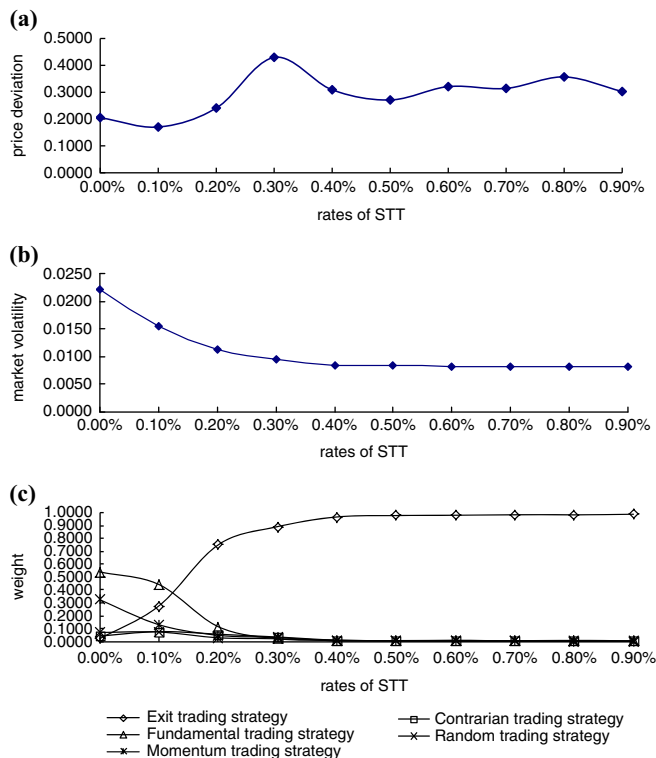 (a)
0.5000
0.4000
0.3000
0.2000
0.1000
0.0000
price deviation
0.00% 0.10% 0.20% 0.30% 0.40% 0.50% 0.60% 0.70% 0.80% 0.90%
rates of STT
(b)
0.0250
0.0200
0.0150
0.0100
0.0050
0.0000
market volatility
0.00% 0.10% 0.20% 0.30% 0.40% 0.50% 0.60% 0.70% 0.80% 0.90%
rates of STT
(c)
1.0000
0.9000
0.8000
0.7000
0.6000
0.5000
0.4000
0.3000
0.2000
0.1000
0.0000
weight
0.00% 0.10% 0.20% 0.30% 0.40% 0.50% 0.60% 0.70% 0.80% 0.90%
rates of STT
Exit trading strategy
Fundamental trading strategy
Momentum trading strategy
Contrarian trading strategy
Random trading strategy